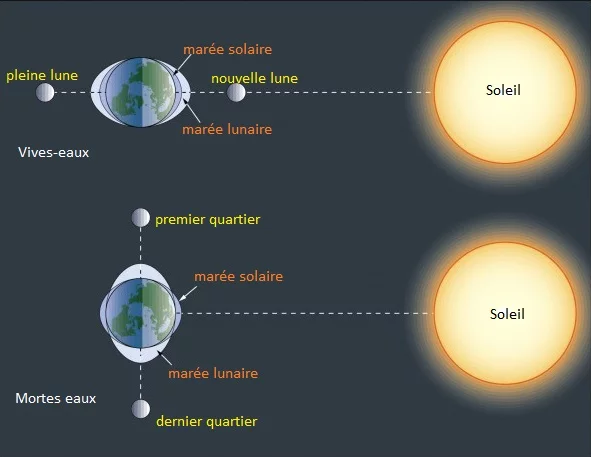 marée solaire
pleine lune
nouvelle lune
Soleil
marée lunaire
Vives-eaux
premier quartier
marée solaire
Soleil
marée lunaire
Mortes eaux
dernier quartier